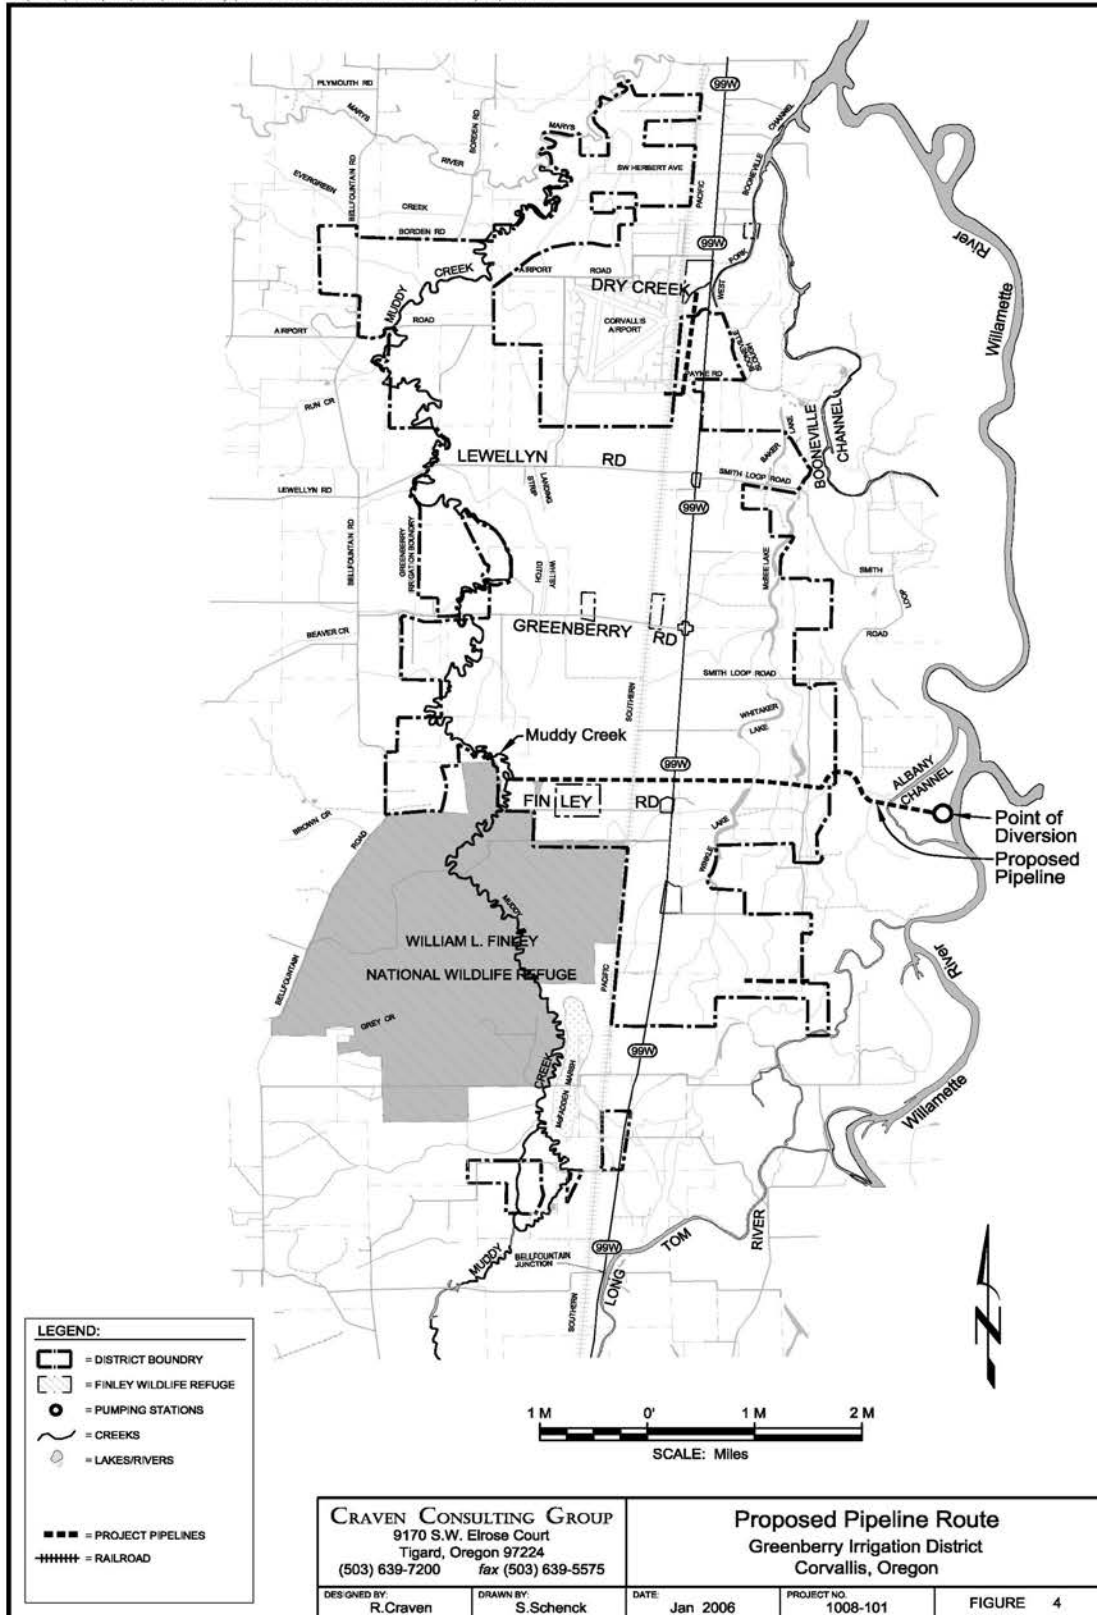 PLYMOUTH RD
MARYS
RIVER
BORDEN RD
BELLFOUNTAIN RD
EVERGREEN
CREEK
BORDEN RD
MARYS
SW HERBERT AVE
PACIFIC
99W
CHANNEL
BOONEVILLE
99W
FORK
WEST
River
Willamette
MUDDY
CREEK
AIRPORT
ROAD
DRY CREEK
AIRPORT
ROAD
CORVALLIS
AIRPORT
BOONEVILLE
SLOUGH
PAYNE RD
RUN CR
LEWELLYN
RD
BAKER
LAKE
BOONEVILLE
CHANNEL
LEWELLYN RD
LANDING
STRIP
SMITH LOOP ROAD
99W
BELLFOUNTAIN RD
GREENBERRY
IRRIGATION BOUNDRY
WHITBY
DITCH
McBEE LAKE
SMITH
LOOP
ROAD
BEAVER CR
GREENBERRY
RD
SMITH LOOP ROAD
SOUTHERN
WHITAKER
LAKE
Muddy Creek
99W
ALBANY
CHANNEL
FINLEY
RD
BROWN CR
ROAD
LAKE
WINKLE
Point of
Diversion
Proposed
Pipeline
MUDDY
WILLIAM L. FINLEY
NATIONAL WILDLIFE REFUGE
BELLFOUNTAIN
PACIFIC
River
GREY CR
99W
CREEK
McFADDEN MARSH
Willamette
MUDDY
BELLFOUNTAIN
JUNCTION
99W
LONG
TOM
RIVER
SOUTHERN
N
LEGEND:
= DISTRICT BOUNDRY
= FINLEY WILDLIFE REFUGE
= PUMPING STATIONS
= CREEKS
= LAKES/RIVERS
= PROJECT PIPELINES
= RAILROAD
1 M 0' 1 M 2 M
SCALE: Miles
CRAVEN CONSULTING GROUP
9170 S.W. Elrose Court
Tigard, Oregon 97224
(503) 639-7200 fax (503) 639-5575
Proposed Pipeline Route
Greenberry Irrigation District
Corvallis, Oregon
DESIGNED BY:
R.Craven
DRAWN BY:
S.Schenck
DATE:
Jan 2006
PROJECT NO.
1008-101
FIGURE 4